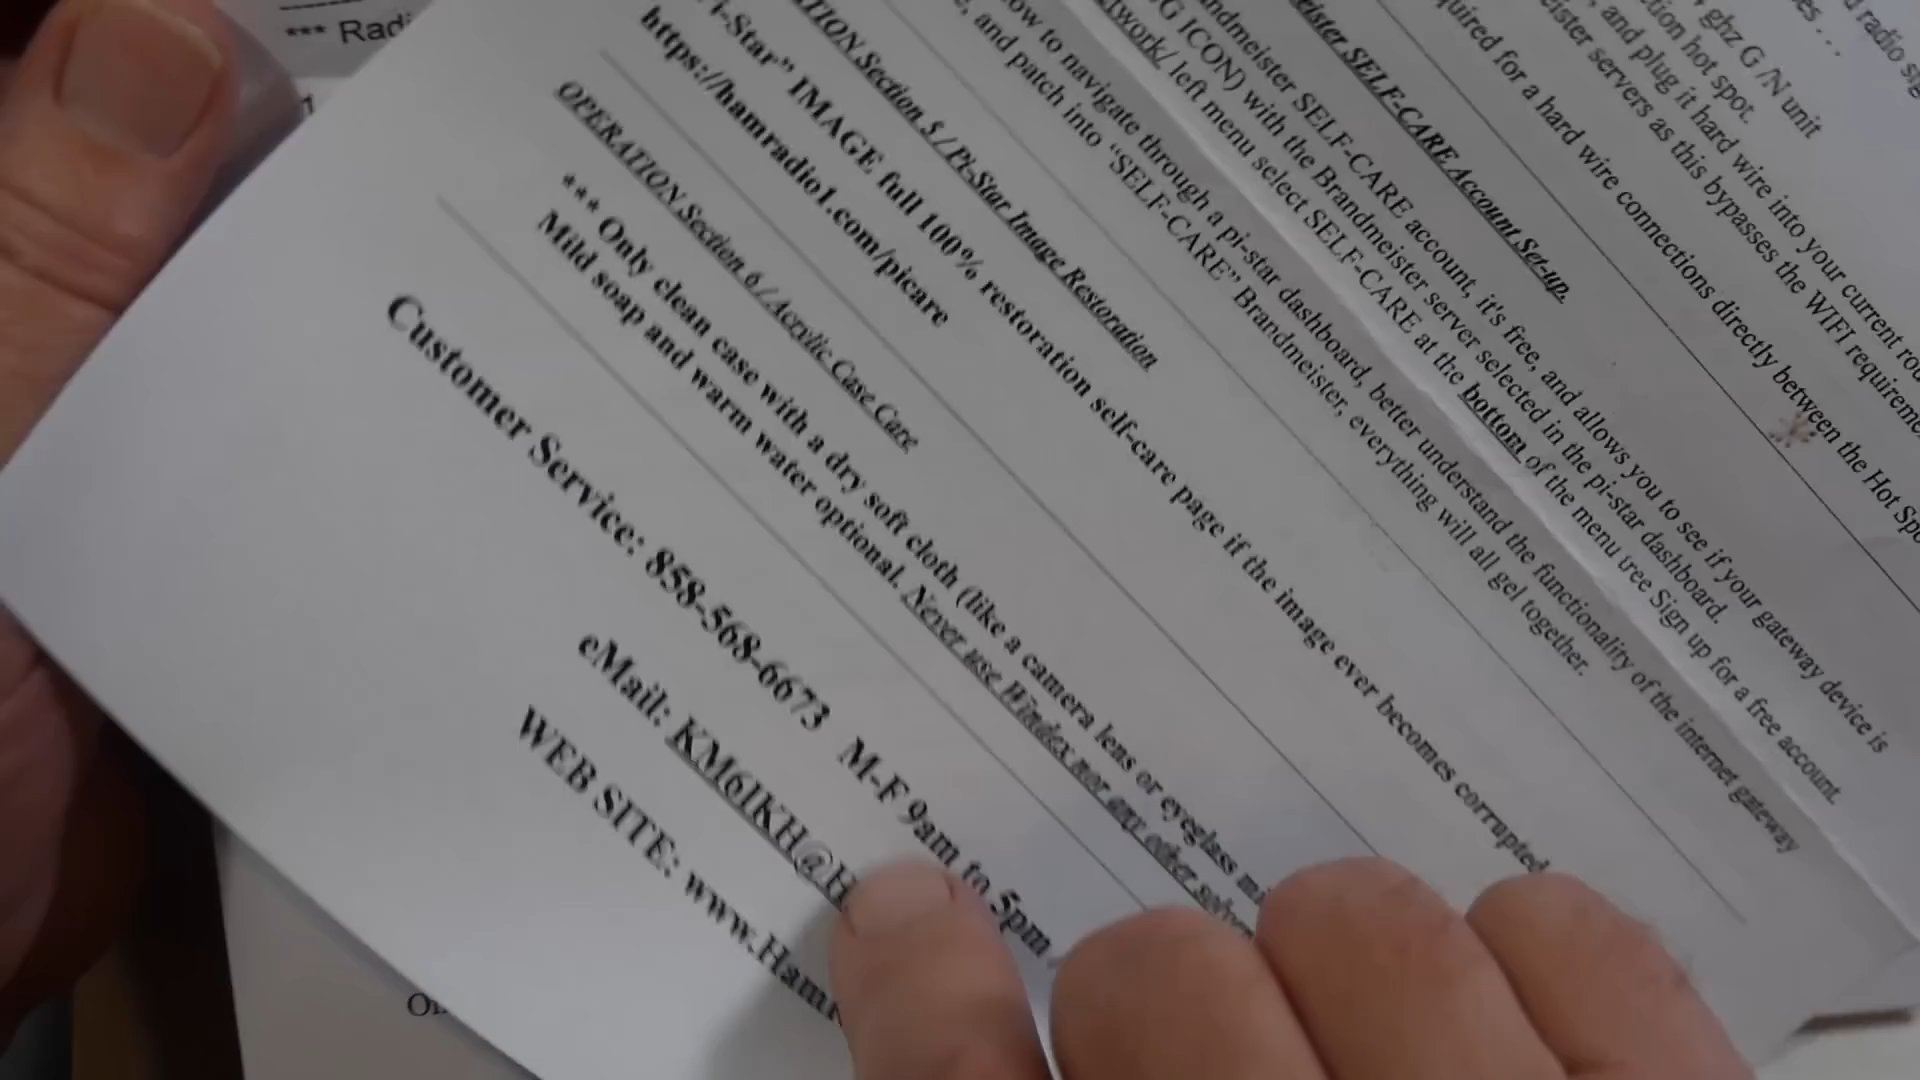 *** Radi
ghz G /N unit
tion hot spot.
, and plug it hard wire into your current rou
eister servers as this bypasses the WIFI requireme
quired for a hard wire connections directly between the Hot Spo
eister SELF-CARE Account Set-up.
ndmeister SELF-CARE account, it's free, and allows you to see if your gateway device is
G ICON) with the Brandmeister server selected in the pi-star dashboard.
twork/ left menu select SELF-CARE at the bottom of the menu tree Sign up for a free account.
ow to navigate through a pi-star dashboard, better understand the functionality of the internet gateway
e, and patch into "SELF-CARE" Brandmeister, everything will all gel together.
TION Section 5 / Pi-Star Image Restoration
i-Star" IMAGE full 100% restoration self-care page if the image ever becomes corrupted
https://hamradio1.com/picare
OPERATION Section 6 / Acrylic Case Care
*** Only clean case with a dry soft cloth (like a camera lens or eyeglass mi
Mild soap and warm water optional. Never use Windex nor any other solven
Customer Service: 858-568-6673 M-F 9am to 5pm
eMail: KM6IKH@H
WEB SITE: www.Hamr